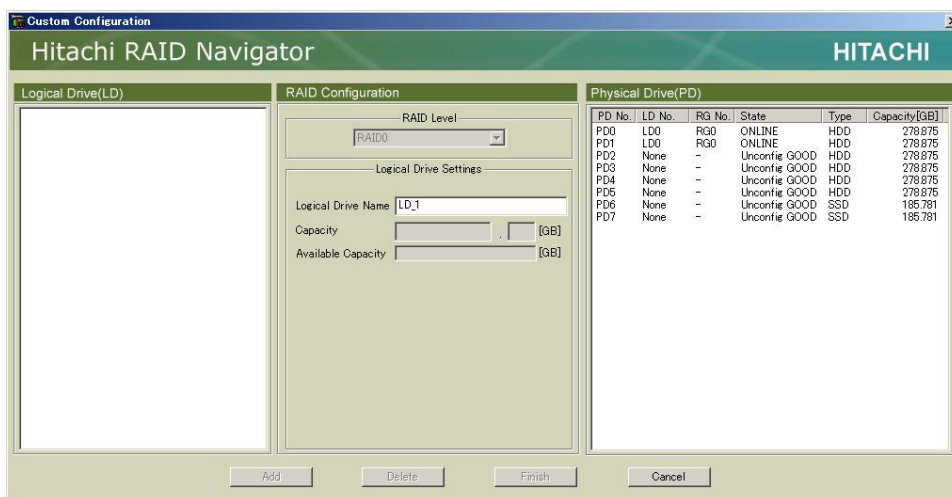 Custom Configuration
Hitachi RAID Navigator
HITACHI
Logical Drive(LD)
RAID Configuration
RAID Level
RAID0
Logical Drive Settings
Logical Drive Name LD_1
Capacity . [GB]
Available Capacity [GB]
Physical Drive(PD)
PD No. LD No. RG No. State Type Capacity[GB]
PD0 LD0 RG0 ONLINE HDD 278.875
PD1 LD0 RG0 ONLINE HDD 278.875
PD2 None - Unconfig GOOD HDD 278.875
PD3 None - Unconfig GOOD HDD 278.875
PD4 None - Unconfig GOOD HDD 278.875
PD5 None - Unconfig GOOD HDD 278.875
PD6 None - Unconfig GOOD SSD 185.781
PD7 None - Unconfig GOOD SSD 185.781
Add Delete Finish Cancel